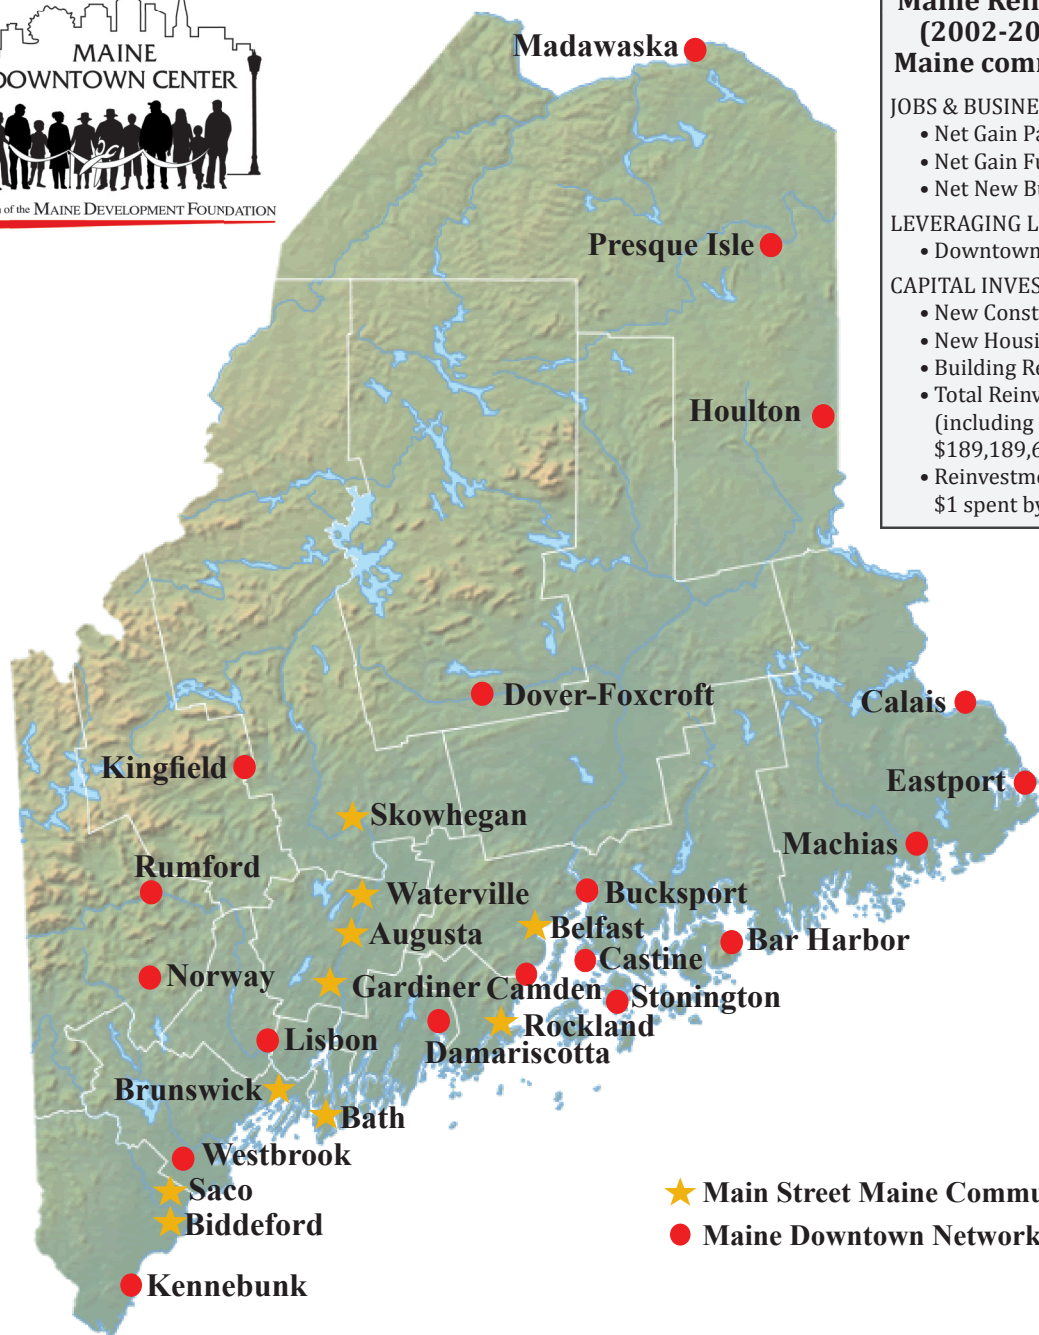 MAINE
DOWNTOWN CENTER
of the MAINE DEVELOPMENT FOUNDATION
Maine
(2002-20
Maine comm
JOBS & BUSINE
• Net Gain Pa
• Net Gain Fu
• Net New Bu
LEVERAGING L
• Downtown
CAPITAL INVES
• New Const
• New Housi
• Building Re
• Total Reinv
(including
$189,189,6
• Reinvestme
$1 spent by
Madawaska
Presque Isle
Houlton
Dover-Foxcroft
Calais
Kingfield
Eastport
Skowhegan
Machias
Rumford
Waterville
Bucksport
Augusta
Belfast
Bar Harbor
Castine
Norway
Gardiner
Camden
Stonington
Rockland
Lisbon
Damariscotta
Brunswick
Bath
Westbrook
Saco
Biddeford
Kennebunk
Main Street Maine Commu
Maine Downtown Network